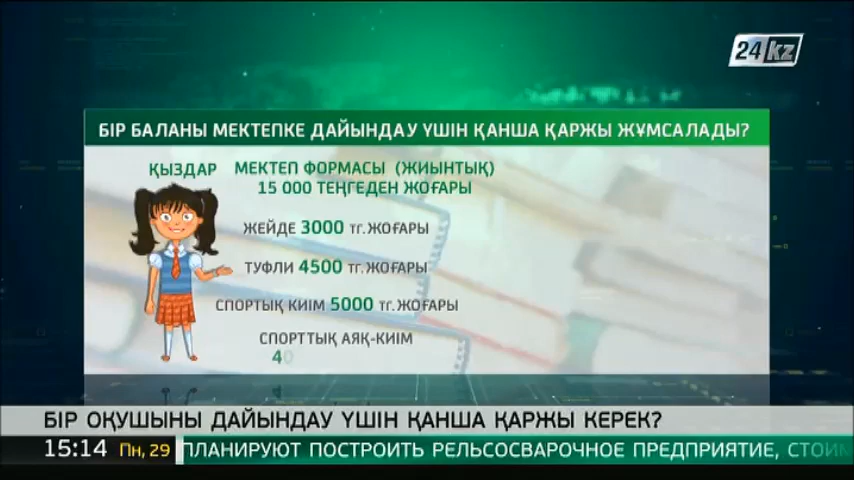 24kz
БІР БАЛАНЫ МЕКТЕПКЕ ДАЙЫНДАУ ҮШІН ҚАНША ҚАРЖЫ ЖҰМСАЛАДЫ?
ҚЫЗДАР
МЕКТЕП ФОРМАСЫ (ЖИЫНТЫҚ)
15 000 ТЕҢГЕДЕН ЖОҒАРЫ
ЖЕЙДЕ 3000 ТГ.ЖОҒАРЫ
ТУФЛИ 4500 ТГ.ЖОҒАРЫ
СПОРТЫҚ КИІМ 5000 ТГ.ЖОҒАРЫ
СПОРТТЫҚ АЯҚ-КИІМ
40
БІР ОҚУШЫНЫ ДАЙЫНДАУ ҮШІН ҚАНША ҚАРЖЫ КЕРЕК?
15:14 Пн, 29 ПЛАНИРУЮТ ПОСТРОИТЬ РЕЛЬСОСВАРОЧНОЕ ПРЕДПРИЯТИЕ, СТОИМ